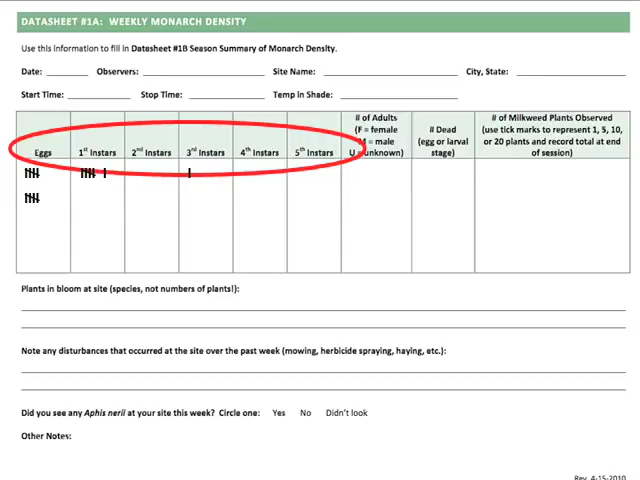 DATASHEET #1A: WEEKLY MONARCH DENSITY
Use this information to fill in Datasheet #1B Season Summary of Monarch Density.
Date: Observers: Site Name: City, State:
Start Time: Stop Time: Temp in Shade:
Eggs
1st Instars
2nd Instars
3rd Instars
4th Instars
5th Instars
# of Adults
(F = female
M = male
U = unknown)
# Dead
(egg or larval
stage)
# of Milkweed Plants Observed
(use tick marks to represent 1, 5, 10,
or 20 plants and record total at end
of session)
Plants in bloom at site (species, not numbers of plants!):
Note any disturbances that occurred at the site over the past week (mowing, herbicide spraying, haying, etc.):
Did you see any Aphis nerii at your site this week? Circle one: Yes No Didn't look
Other Notes:
Rev. 4-15-2010